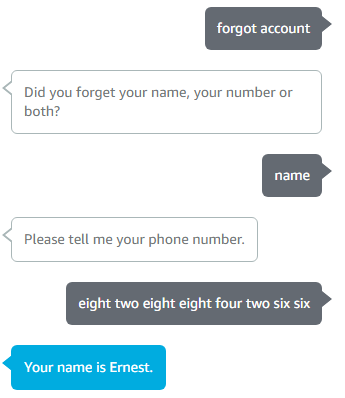 forgot account
Did you forget your name, your number or
both?
name
Please tell me your phone number.
eight two eight eight four two six six
Your name is Ernest.